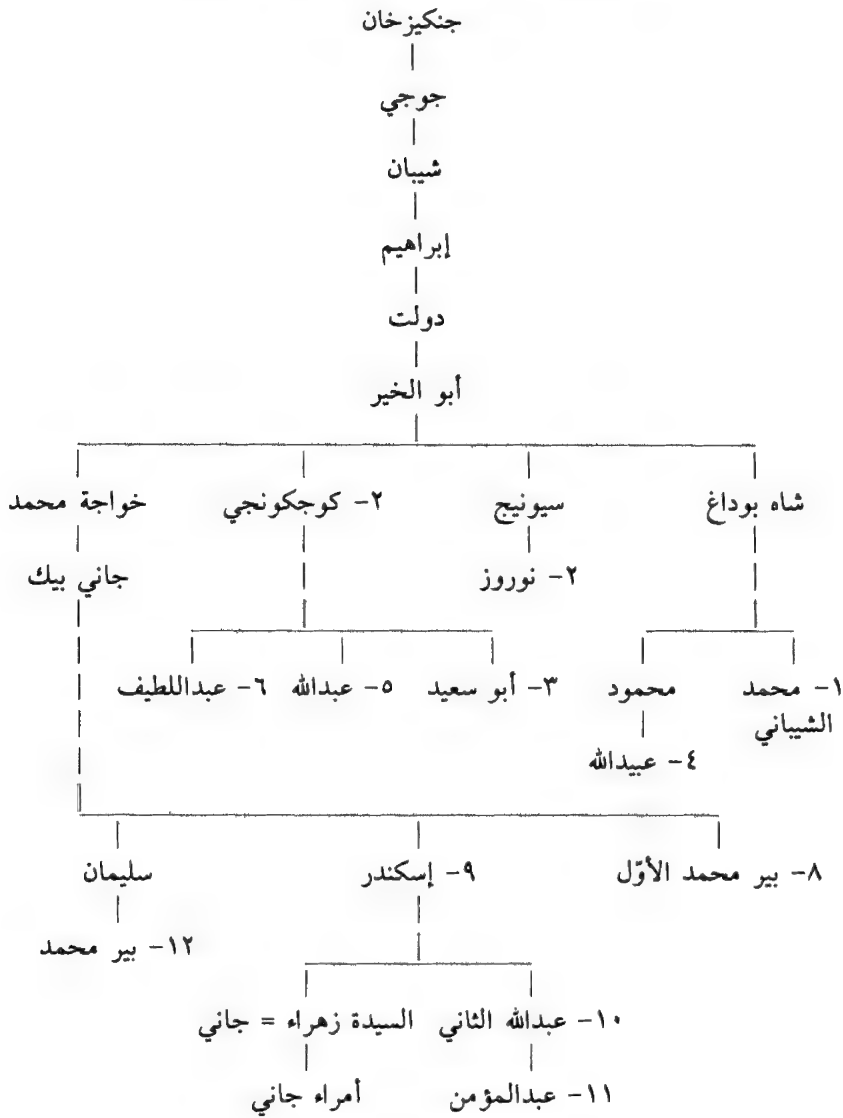 جنكيزخان
جوجي
شيبان
إبراهيم
دولت
أبو الخير
شاه بوداغ
سيونيج
٢- كوجكونجي
خواجة محمد
٢- نوروز
جاني بيك
١- محمد الشيباني
محمود
٣- أبو سعيد
٥- عبدالله
٦- عبداللطيف
٤- عبيدالله
٨- بير محمد الأوّل
٩- إسكندر
سليمان
١٢- بير محمد
١٠- عبدالله الثاني
السيدة زهراء = جاني
١١- عبدالمؤمن
أمراء جاني